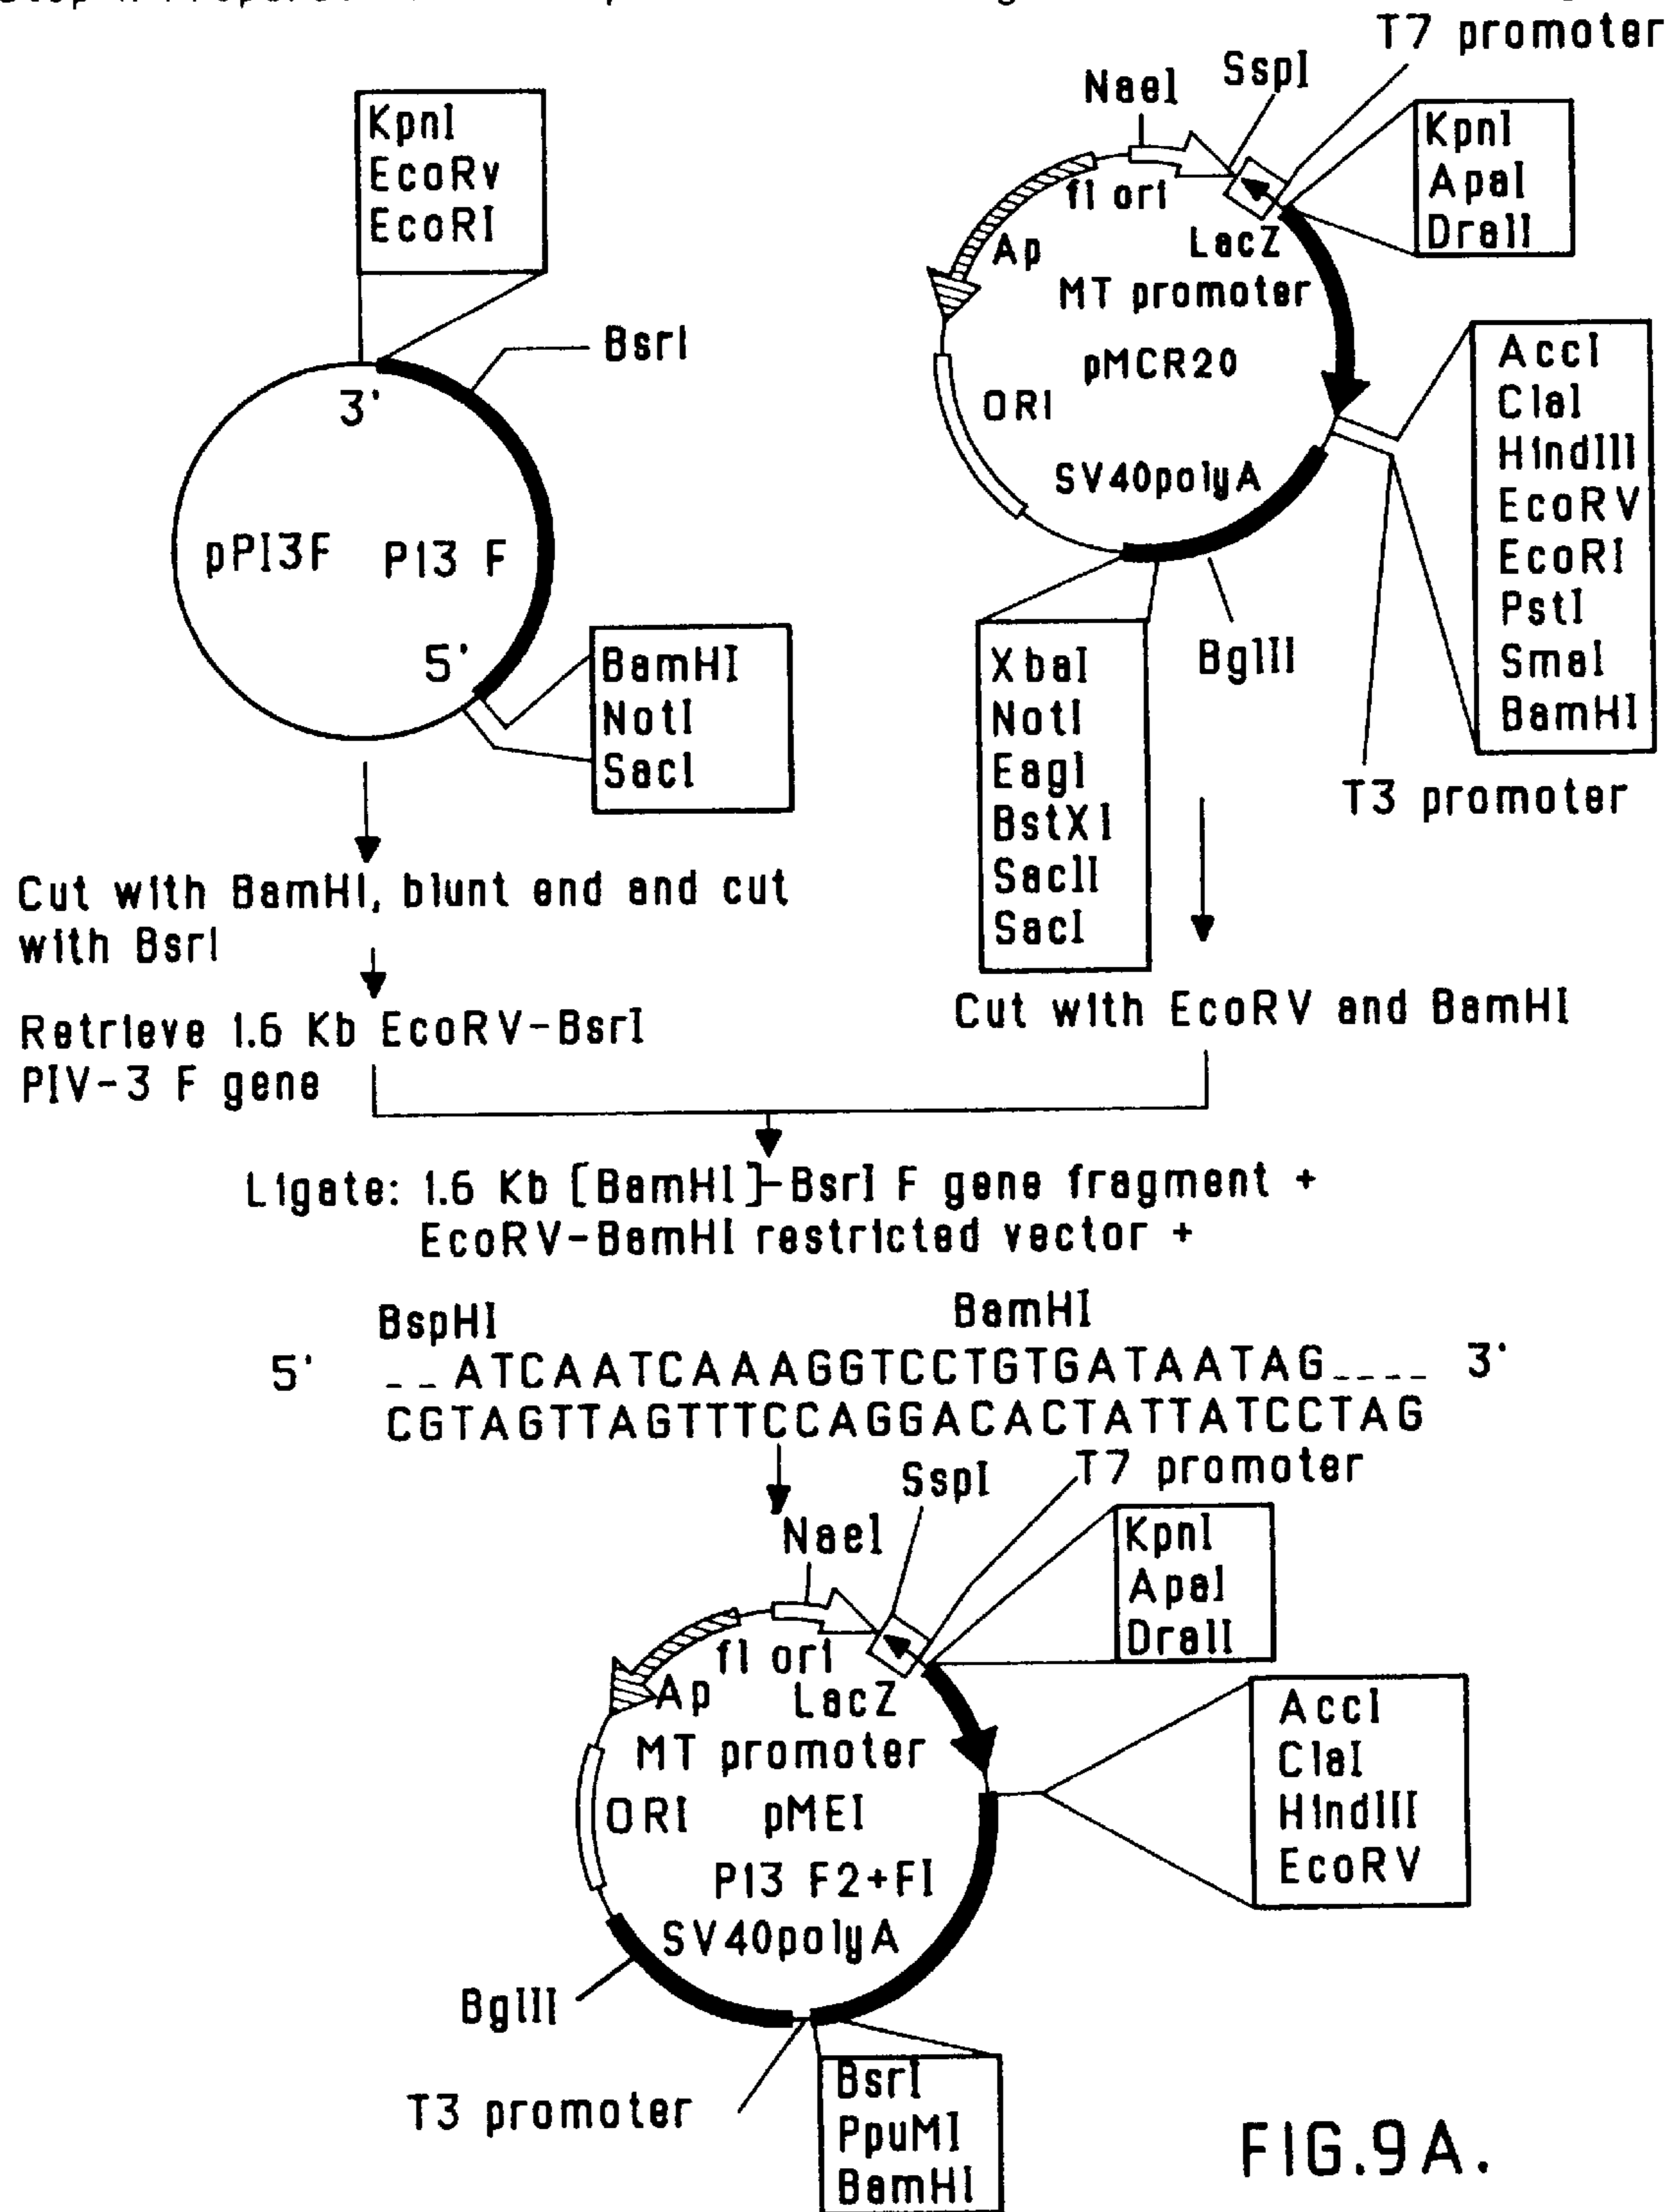 T7 promoter
SspI
NaeI
KpnI
EcoRv
EcoRI
KpnI
ApaI
DraII
f1 ori
LacZ
Ap
MT promoter
BsrI
pMCR20
3'
ORI
SV40polyA
AccI
ClaI
HindIII
EcoRV
EcoRI
PstI
SmaI
BamHI
pPI3F PI3 F
5'
BamHI
NotI
SacI
BglII
XbaI
NotI
EagI
BstXI
SacII
SacI
T3 promoter
Cut with BamHI, blunt end and cut
with BsrI
Retrieve 1.6 Kb EcoRV-BsrI
PIV-3 F gene
Cut with EcoRV and BamHI
Ligate: 1.6 Kb [BamHI]-BsrI F gene fragment +
EcoRV-BamHI restricted vector +
BspHI BamHI
5' _ _ ATCAATCAAAGGTCCTGTGATAATAG_ _ _ _ 3'
CGTAGTTAGTTTCCAGGACACTATTATCCTAG
SspI
T7 promoter
NaeI
KpnI
ApaI
DraII
f1 ori
Ap
LacZ
MT promoter
ORI
pMEI
PI3 F2+FI
SV40polyA
AccI
ClaI
HindIII
EcoRV
BglII
T3 promoter
BsrI
PpuMI
BamHI
FIG.9A.